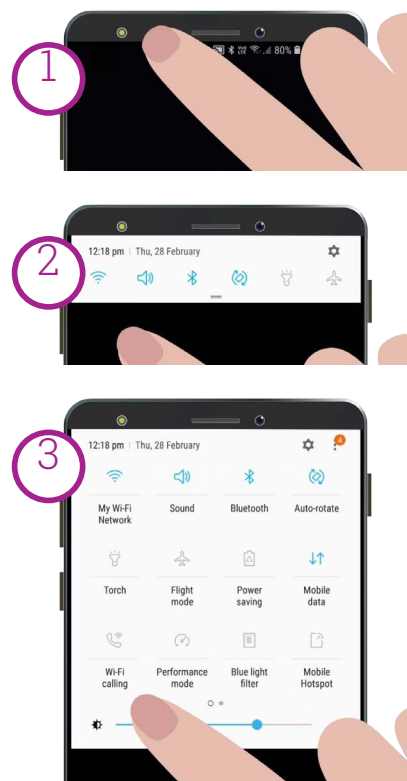 1
80%
2
12:18 pm | Thu, 28 February
3
12:18 pm | Thu, 28 February
4
My Wi-Fi Network
Sound
Bluetooth
Auto-rotate
Torch
Flight mode
Power saving
Mobile data
Wi-Fi calling
Performance mode
B
Blue light filter
Mobile Hotspot